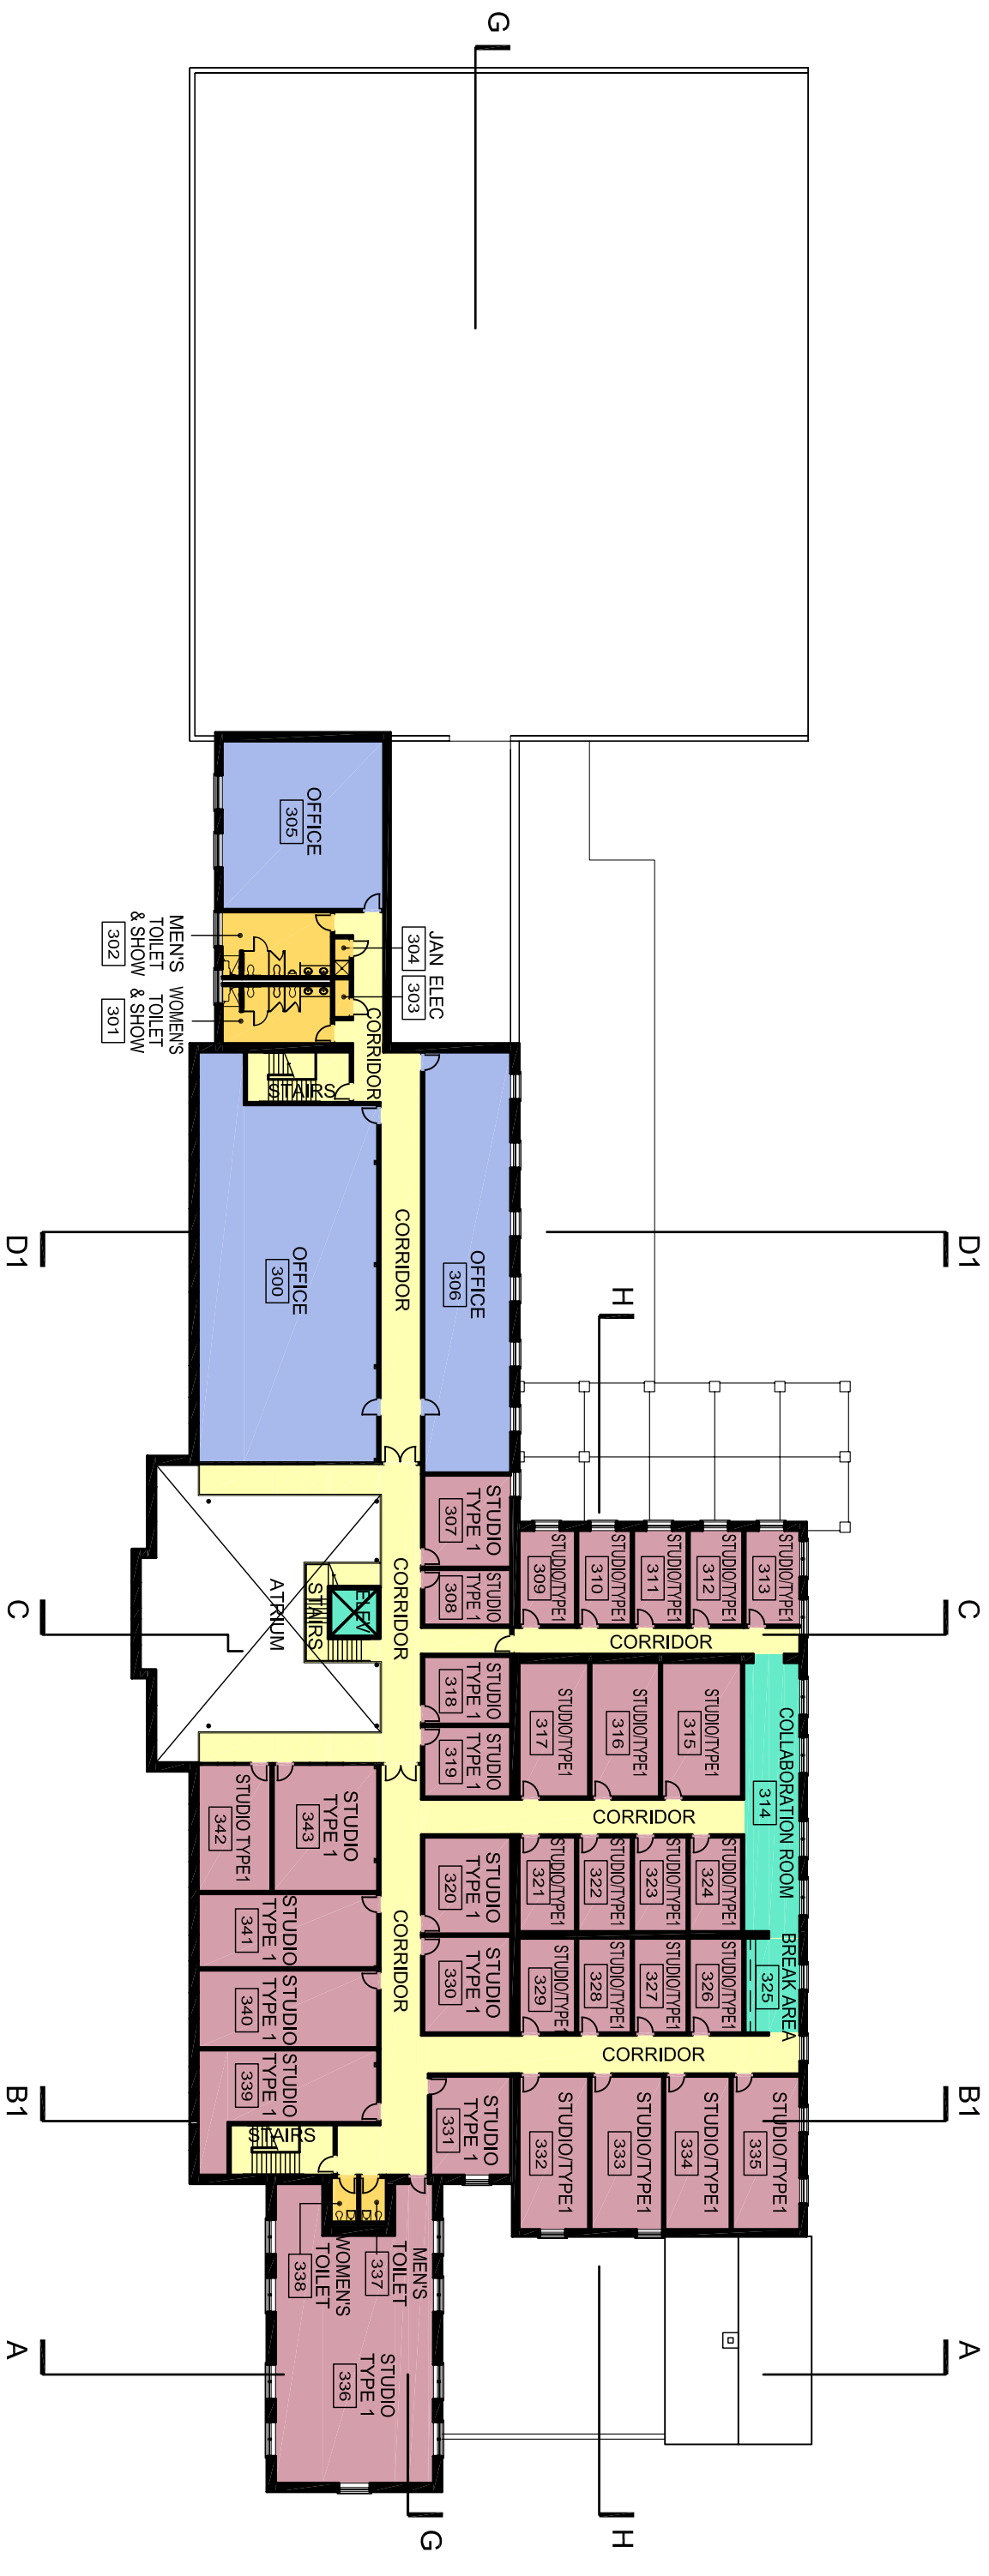 G
OFFICE
305
MEN'S
TOILET
& SHOW
302
WOMEN'S
TOILET
& SHOW
301
JAN
304
ELEC
303
CORRIDOR
STAIRS
D1
D1
OFFICE
300
CORRIDOR
OFFICE
306
H
STUDIO
TYPE 1
307
STUDIO
TYPE 1
308
STUDIO/TYPE1
309
STUDIO/TYPE1
310
STUDIO/TYPE1
311
STUDIO/TYPE1
312
STUDIO/TYPE1
313
C
C
ATRIUM
STAIRS
ELEV
CORRIDOR
CORRIDOR
STUDIO
TYPE 1
318
STUDIO
TYPE 1
319
STUDIO/TYPE1
317
STUDIO/TYPE1
316
STUDIO/TYPE1
315
COLLABORATION ROOM
314
STUDIO TYPE1
342
STUDIO
TYPE 1
343
CORRIDOR
STUDIO
TYPE 1
320
STUDIO/TYPE1
321
STUDIO/TYPE1
322
STUDIO/TYPE1
323
STUDIO/TYPE1
324
STUDIO
TYPE 1
341
CORRIDOR
STUDIO
TYPE 1
330
STUDIO/TYPE1
329
STUDIO/TYPE1
328
STUDIO/TYPE1
327
STUDIO/TYPE1
326
BREAK AREA
325
STUDIO
TYPE 1
340
CORRIDOR
STUDIO
TYPE 1
339
B1
B1
STAIRS
STUDIO
TYPE 1
331
STUDIO/TYPE1
332
STUDIO/TYPE1
333
STUDIO/TYPE1
334
STUDIO/TYPE1
335
MEN'S
TOILET
337
WOMEN'S
TOILET
338
STUDIO
TYPE 1
336
A
A
G
H